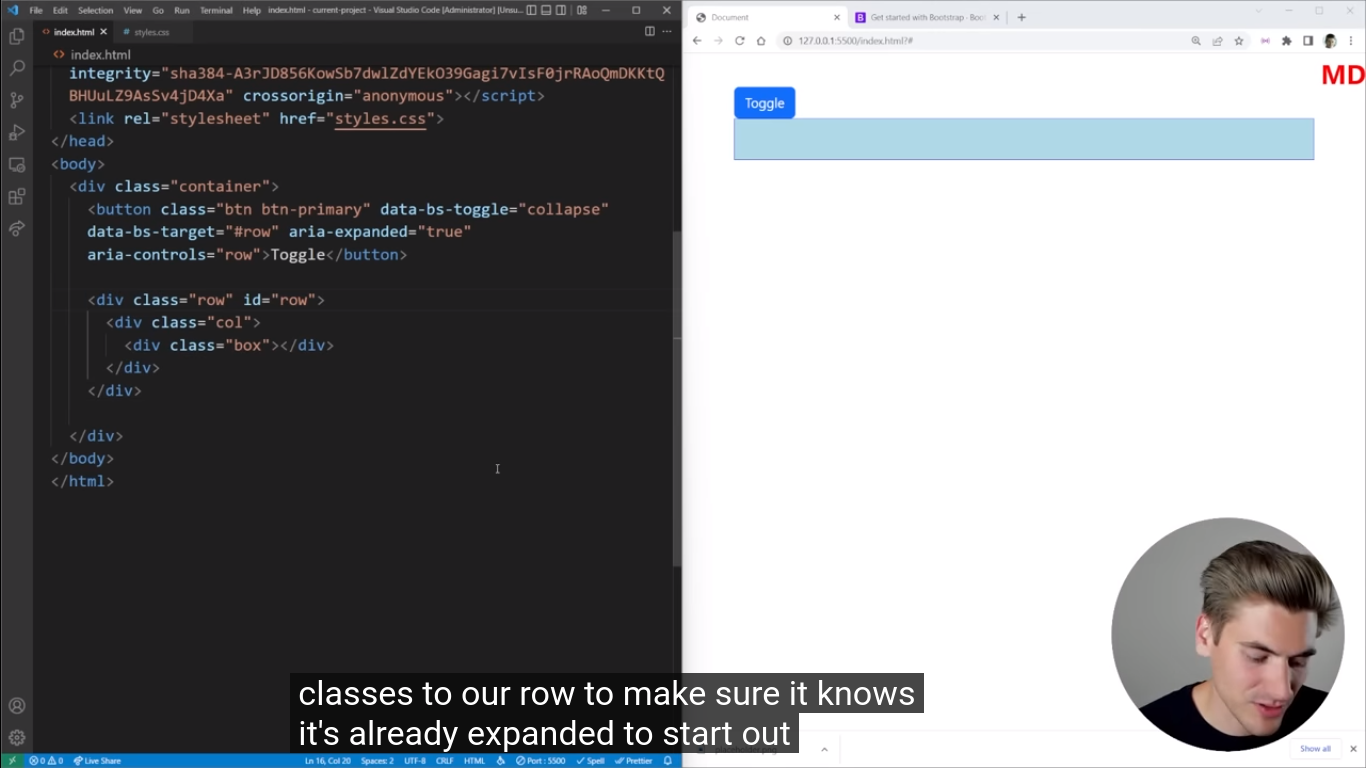 File Edit Selection View Go Run Terminal Help index.html - current-project - Visual Studio Code [Administrator] [Unsu...
index.html styles.css
index.html
integrity="sha384-A3rJD856KowSb7dwlZdYEkO39Gagi7vIsF0jrRAoQmDKKtQ
BHUuLZ9AsSv4jD4Xa" crossorigin="anonymous"></script>
<link rel="stylesheet" href="styles.css">
</head>
<body>
<div class="container">
<button class="btn btn-primary" data-bs-toggle="collapse"
data-bs-target="#row" aria-expanded="true"
aria-controls="row">Toggle</button>
<div class="row" id="row">
<div class="col">
<div class="box"></div>
</div>
</div>
</div>
</body>
</html>
Ln 16, Col 20 Spaces: 2 UTF-8 CRLF HTML Port : 5500 Spell Prettier
0 0 Live Share
Document Get started with Bootstrap · Boo
127.0.0.1:5500/index.html?#
MD
Toggle
Show all
classes to our row to make sure it knows
it's already expanded to start out